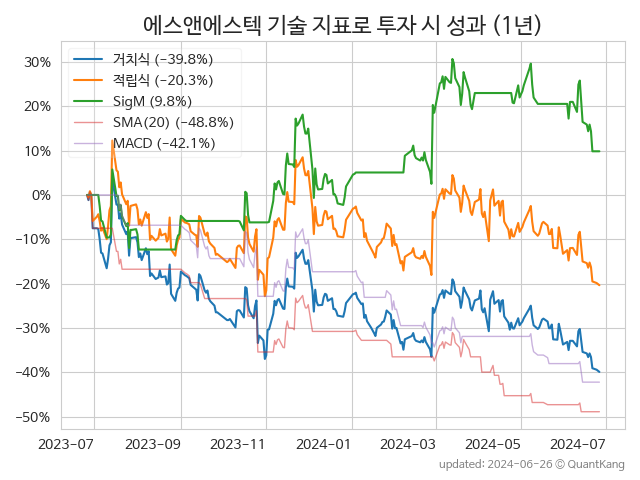 에스앤에스텍 기술 지표로 투자 시 성과 (1년)
거치식 (−39.8%)
적립식 (−20.3%)
SigM (9.8%)
SMA(20) (−48.8%)
MACD (−42.1%)
30%
20%
10%
0%
−10%
−20%
−30%
−40%
−50%
2023-07 2023-09 2023-11 2024-01 2024-03 2024-05 2024-07
updated: 2024-06-26 © QuantKang